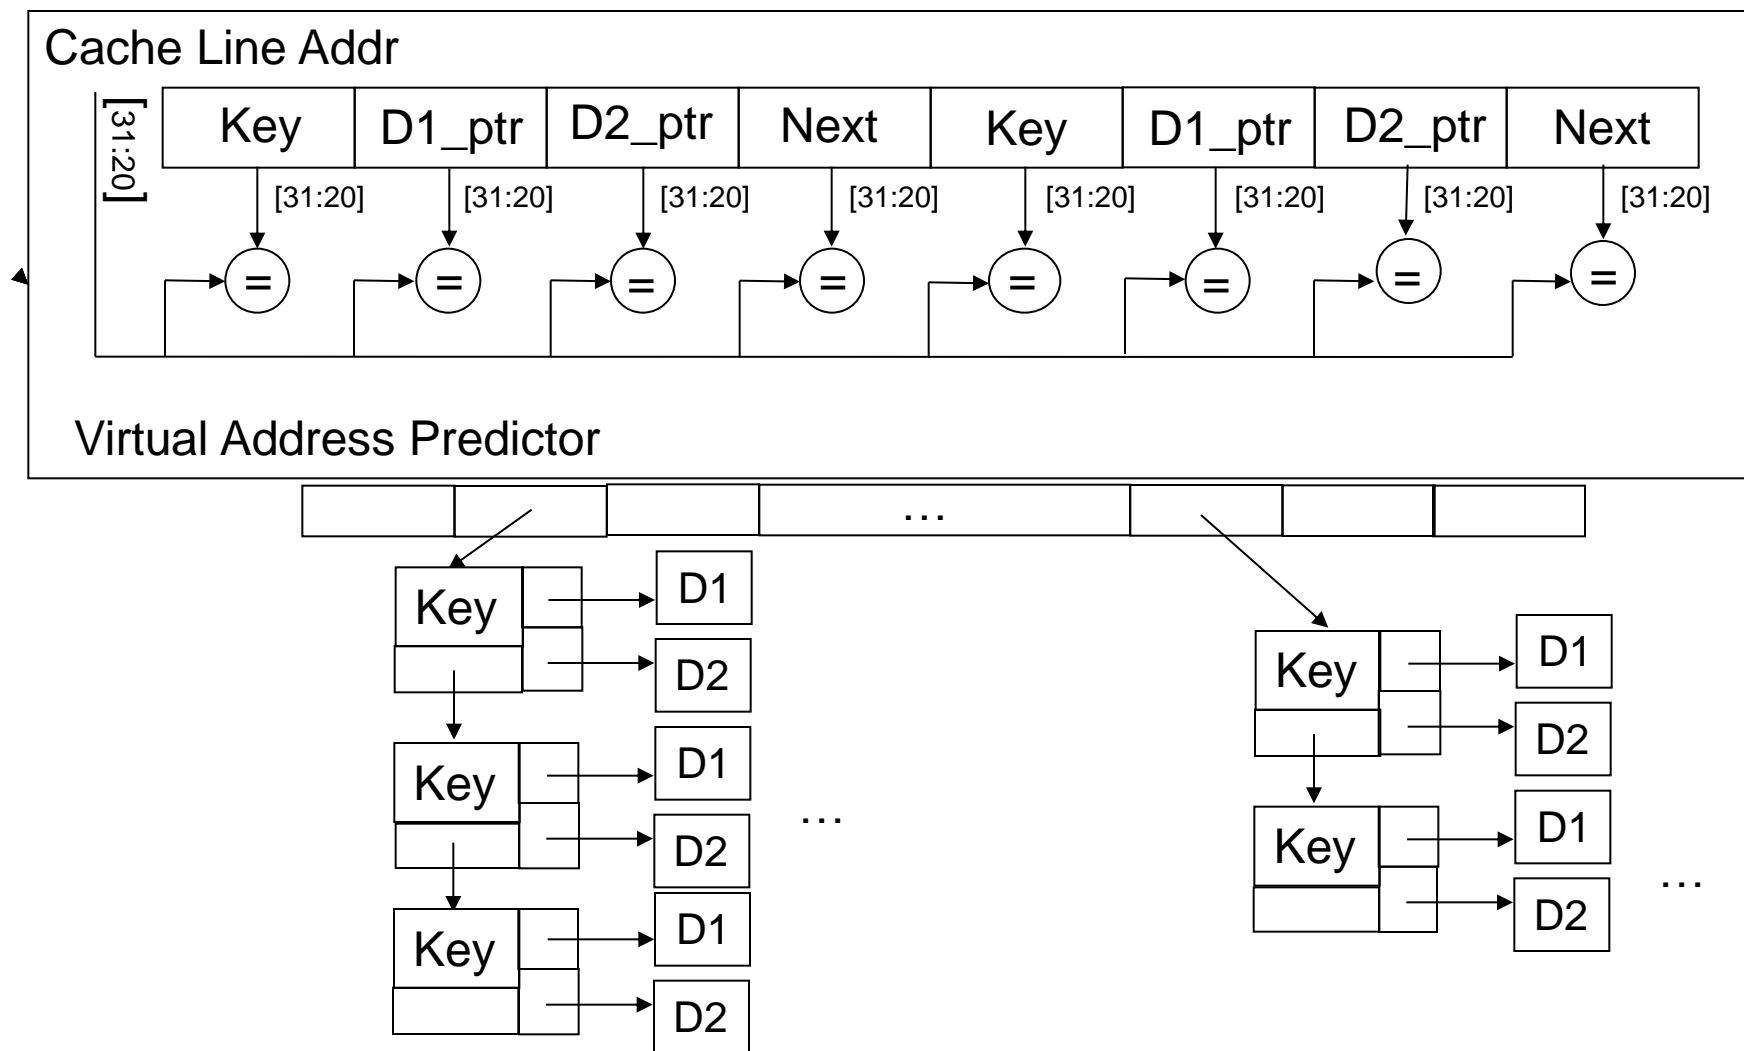 Cache Line Addr
[31:20]
Key D1_ptr D2_ptr Next Key D1_ptr D2_ptr Next
[31:20] [31:20] [31:20] [31:20] [31:20] [31:20] [31:20] [31:20]
= = = = = = = =
Virtual Address Predictor
...
Key D1
D2
Key D1
D2
Key D1
D2
...
Key D1
D2
Key D1
D2
...